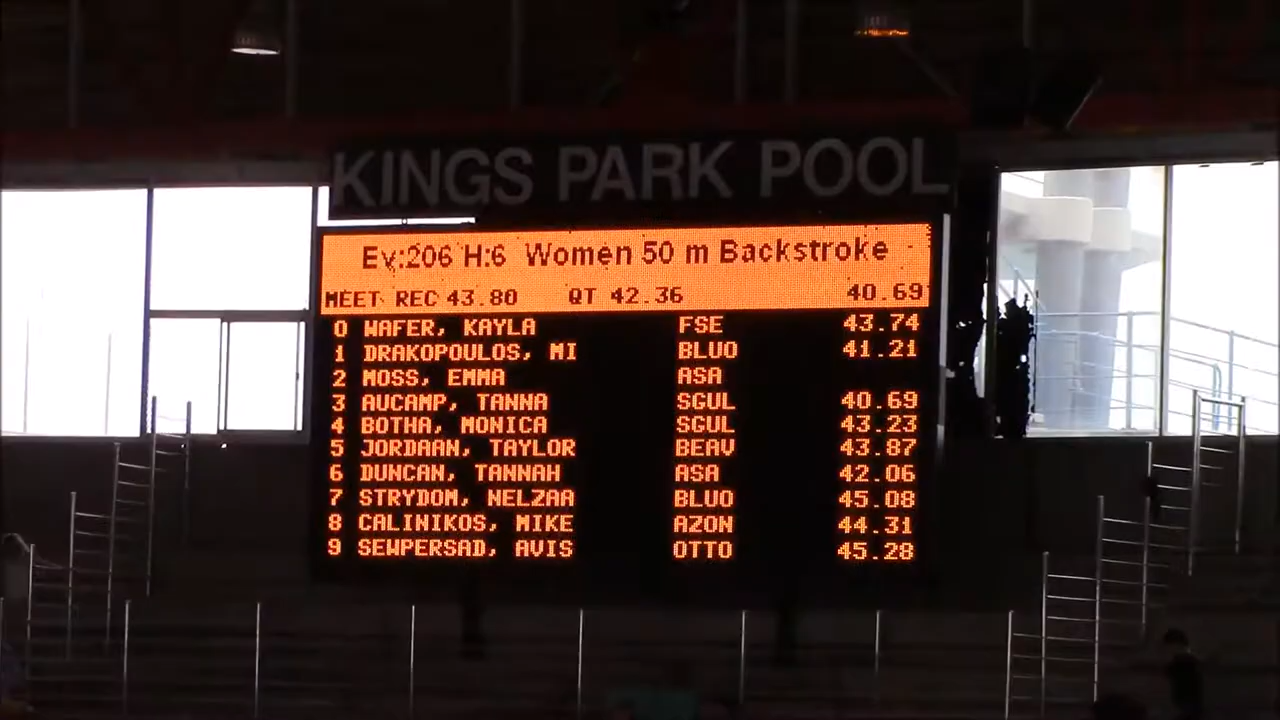 KINGS PARK POOL
Ev:206 H:6 Women 50 m Backstroke
MEET REC 43.80 QT 42.36 40.69
0 WAFER, KAYLA FSE 43.74
1 DRAKOPOULOS, MI BLUO 41.21
2 MOSS, EMMA ASA
3 AUCAMP, TANNA SGUL 40.69
4 BOTHA, MONICA SGUL 43.23
5 JORDAAN, TAYLOR BEAV 43.87
6 DUNCAN, TANNAH ASA 42.06
7 STRYDOM, NELZAA BLUO 45.08
8 CALINIKOS, MIKE AZON 44.31
9 SEWPERSAD, AVIS OTTO 45.28